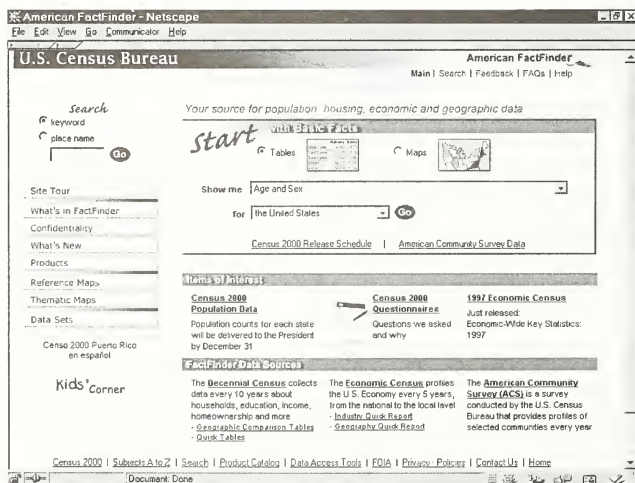 American FactFinder - Netscape
File Edit View Go Communicator Help
U.S. Census Bureau
American FactFinder
Main | Search | Feedback | FAQs | Help
Search
keyword
place name
Go
Site Tour
What's in FactFinder
Confidentiality
What's New
Products
Reference Maps
Thematic Maps
Data Sets
Censo 2000 Puerto Rico
en español
Kids' Corner
Your source for population housing, economic and geographic data
Start with Basic Facts
Tables
Maps
Show me Age and Sex
for the United States Go
Census 2000 Release Schedule | American Community Survey Data
Items of Interest
Census 2000
Population Data
Population counts for each state
will be delivered to the President
by December 31
Census 2000
Questionnaires
Questions we asked
and why
1997 Economic Census
Just released:
Economic-Wide Key Statistics:
1997
FactFinder Data Sources
The Decennial Census collects
data every 10 years about
households, education, income,
homeownership and more
- Geographic Comparison Tables
- Quick Tables
The Economic Census profiles
the U.S. Economy every 5 years,
from the national to the local level
- Industry Quick Report
- Geography Quick Report
The American Community
Survey (ACS) is a survey
conducted by the U.S. Census
Bureau that provides profiles of
selected communities every year
Census 2000 | Subjects A to Z | Search | Product Catalog | Data Access Tools | FOIA | Privacy · Policies | Contact Us | Home
Document: Done